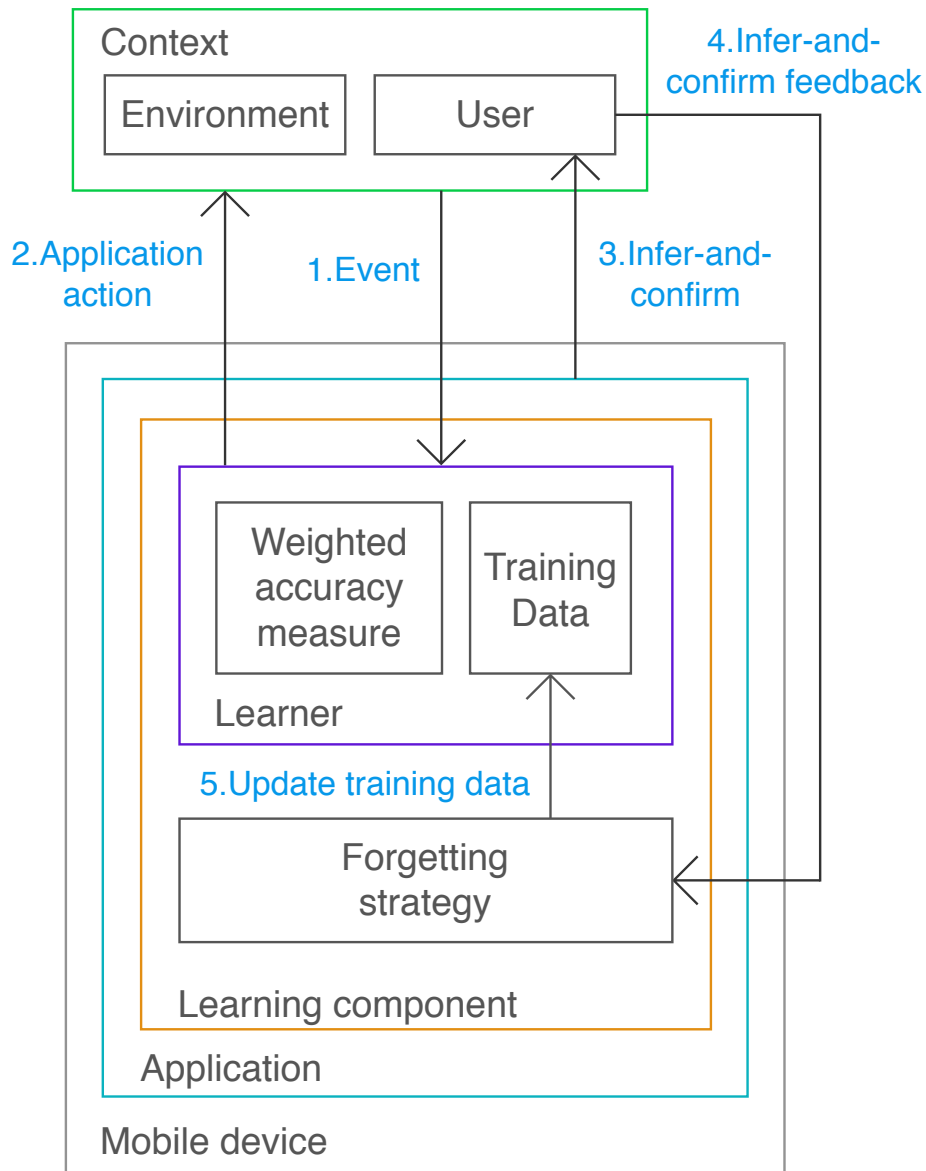 Context
Environment
User
4.Infer-and-
confirm feedback
2.Application
action
1.Event
3.Infer-and-
confirm
Weighted
accuracy
measure
Training
Data
Learner
5.Update training data
Forgetting
strategy
Learning component
Application
Mobile device